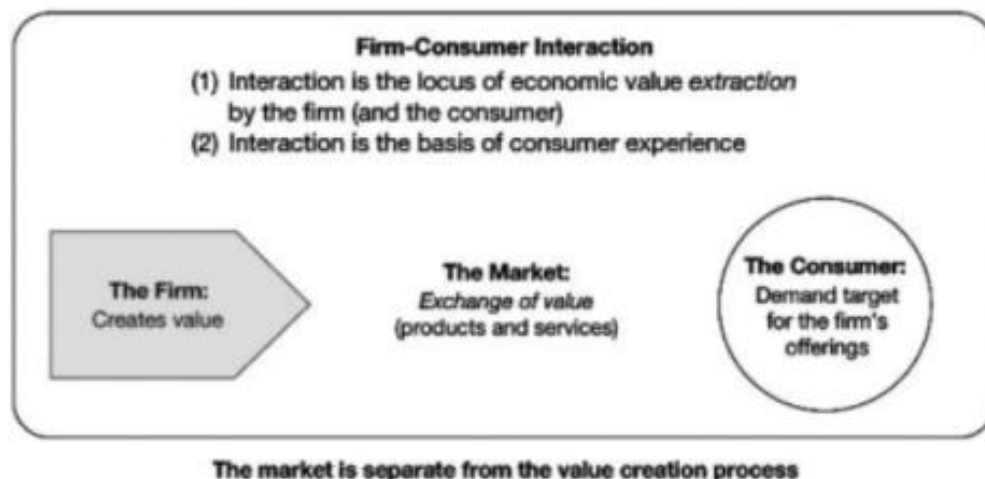 Firm-Consumer Interaction
(1) Interaction is the locus of economic value extraction
by the firm (and the consumer)
(2) Interaction is the basis of consumer experience
The Firm:
Creates value
The Market:
Exchange of value
(products and services)
The Consumer:
Demand target
for the firm's
offerings
The market is separate from the value creation process